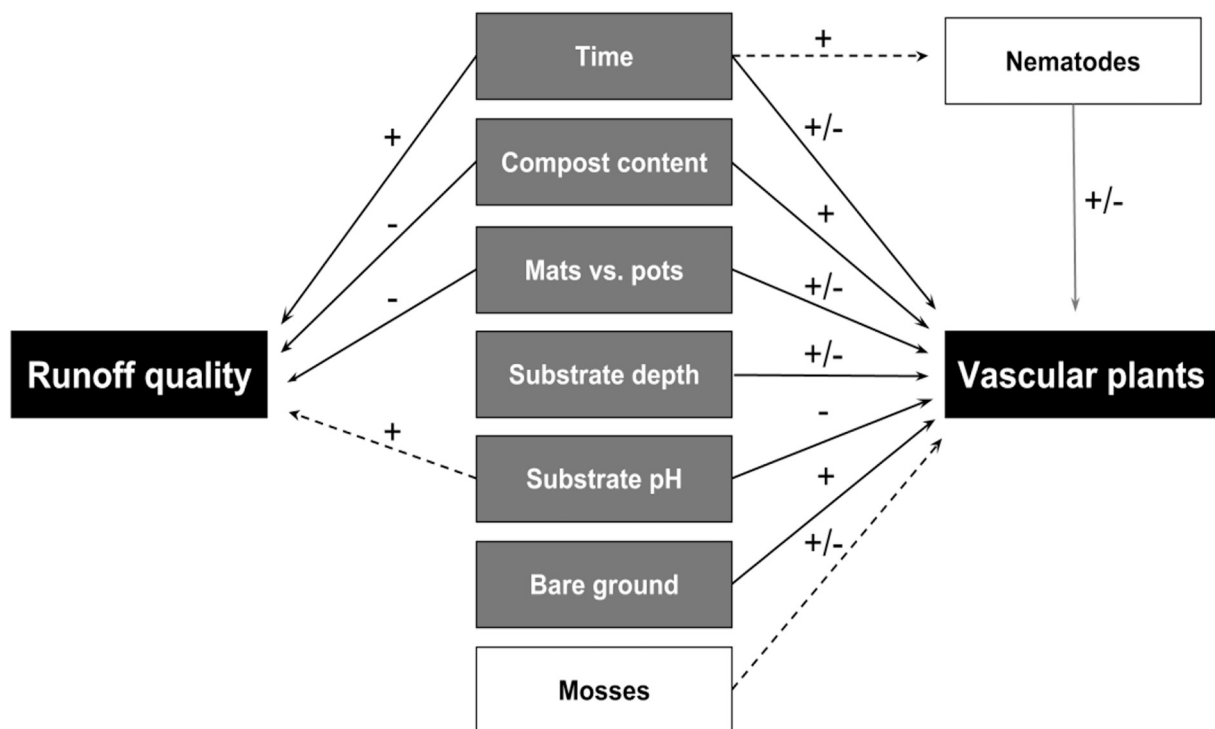 Time
+
Nematodes
+
+/-
Compost content
-
+
+/-
Mats vs. pots
-
+/-
Runoff quality
Substrate depth
+/-
Vascular plants
+
Substrate pH
-
+
Bare ground
+/-
Mosses